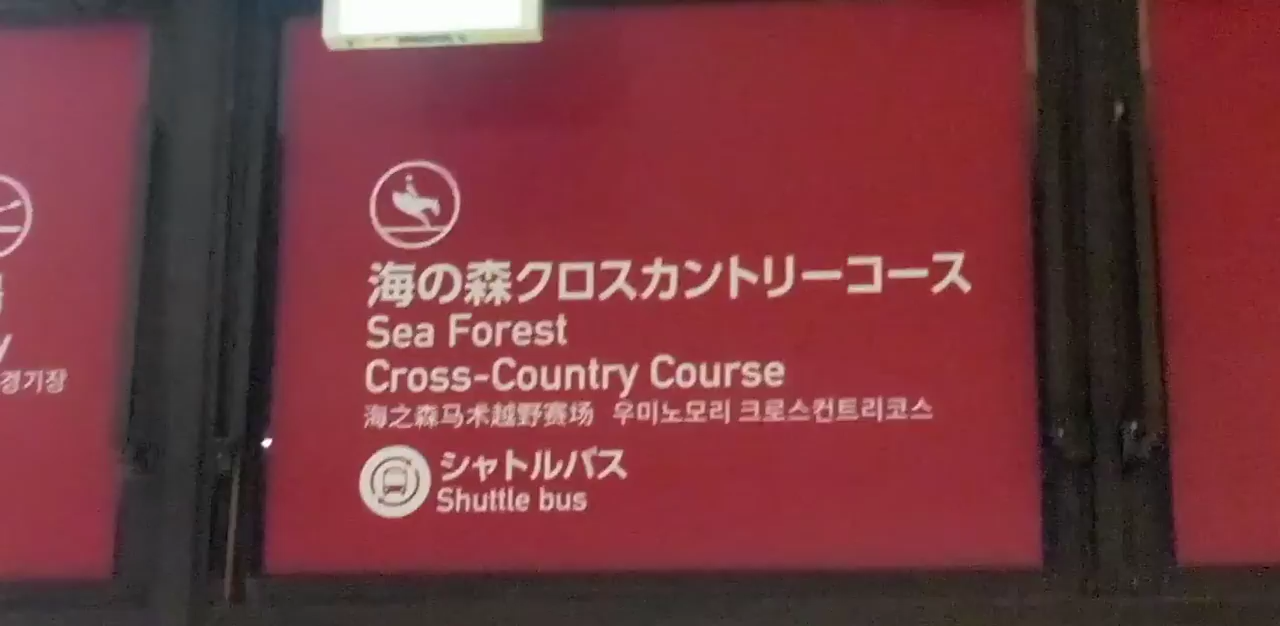 海の森クロスカントリーコース
Sea Forest
Cross-Country Course
海之森马术越野赛场 우미노모리 크로스컨트리코스
シャトルバス
Shuttle bus
경기장